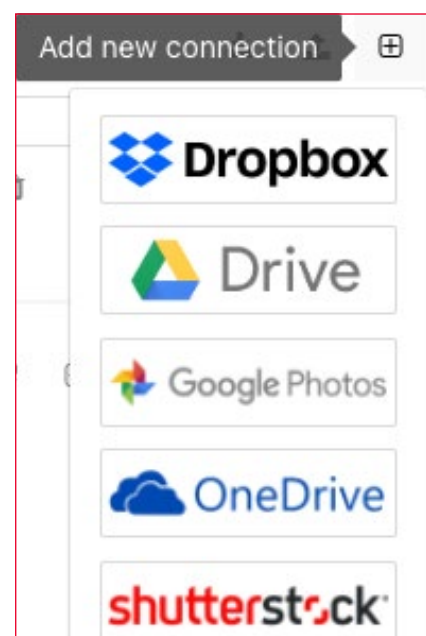 Add new connection
Dropbox
Drive
Google Photos
OneDrive
shutterstock